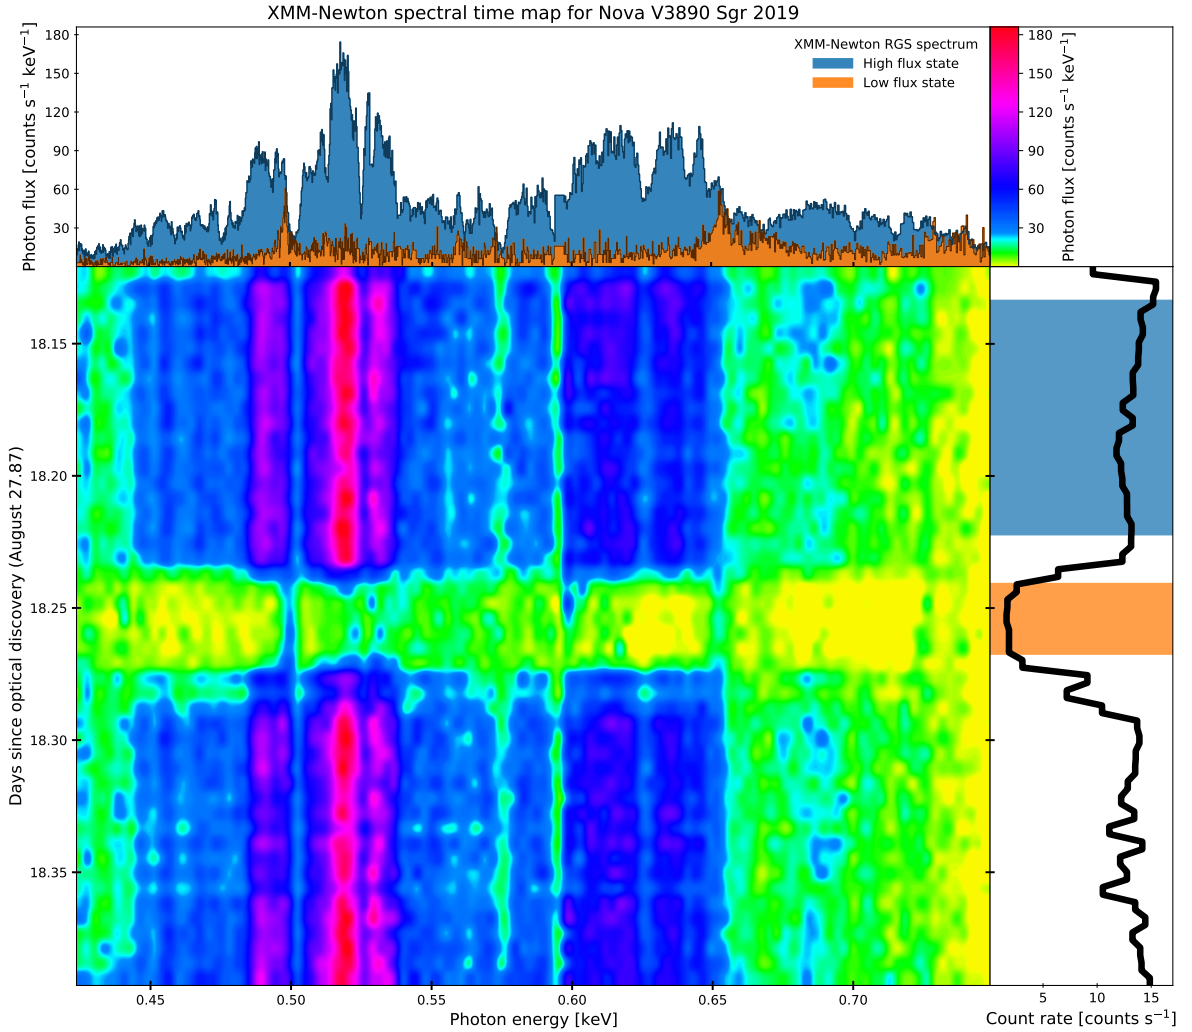 XMM-Newton spectral time map for Nova V3890 Sgr 2019
Photon flux [counts s⁻¹ keV⁻¹]
180
150
120
90
60
30
XMM-Newton RGS spectrum
High flux state
Low flux state
180
150
120
90
60
30
Photon flux [counts s⁻¹ keV⁻¹]
Days since optical discovery (August 27.87)
18.15
18.20
18.25
18.30
18.35
0.45
0.50
0.55
0.60
0.65
0.70
Photon energy [keV]
5
10
15
Count rate [counts s⁻¹]